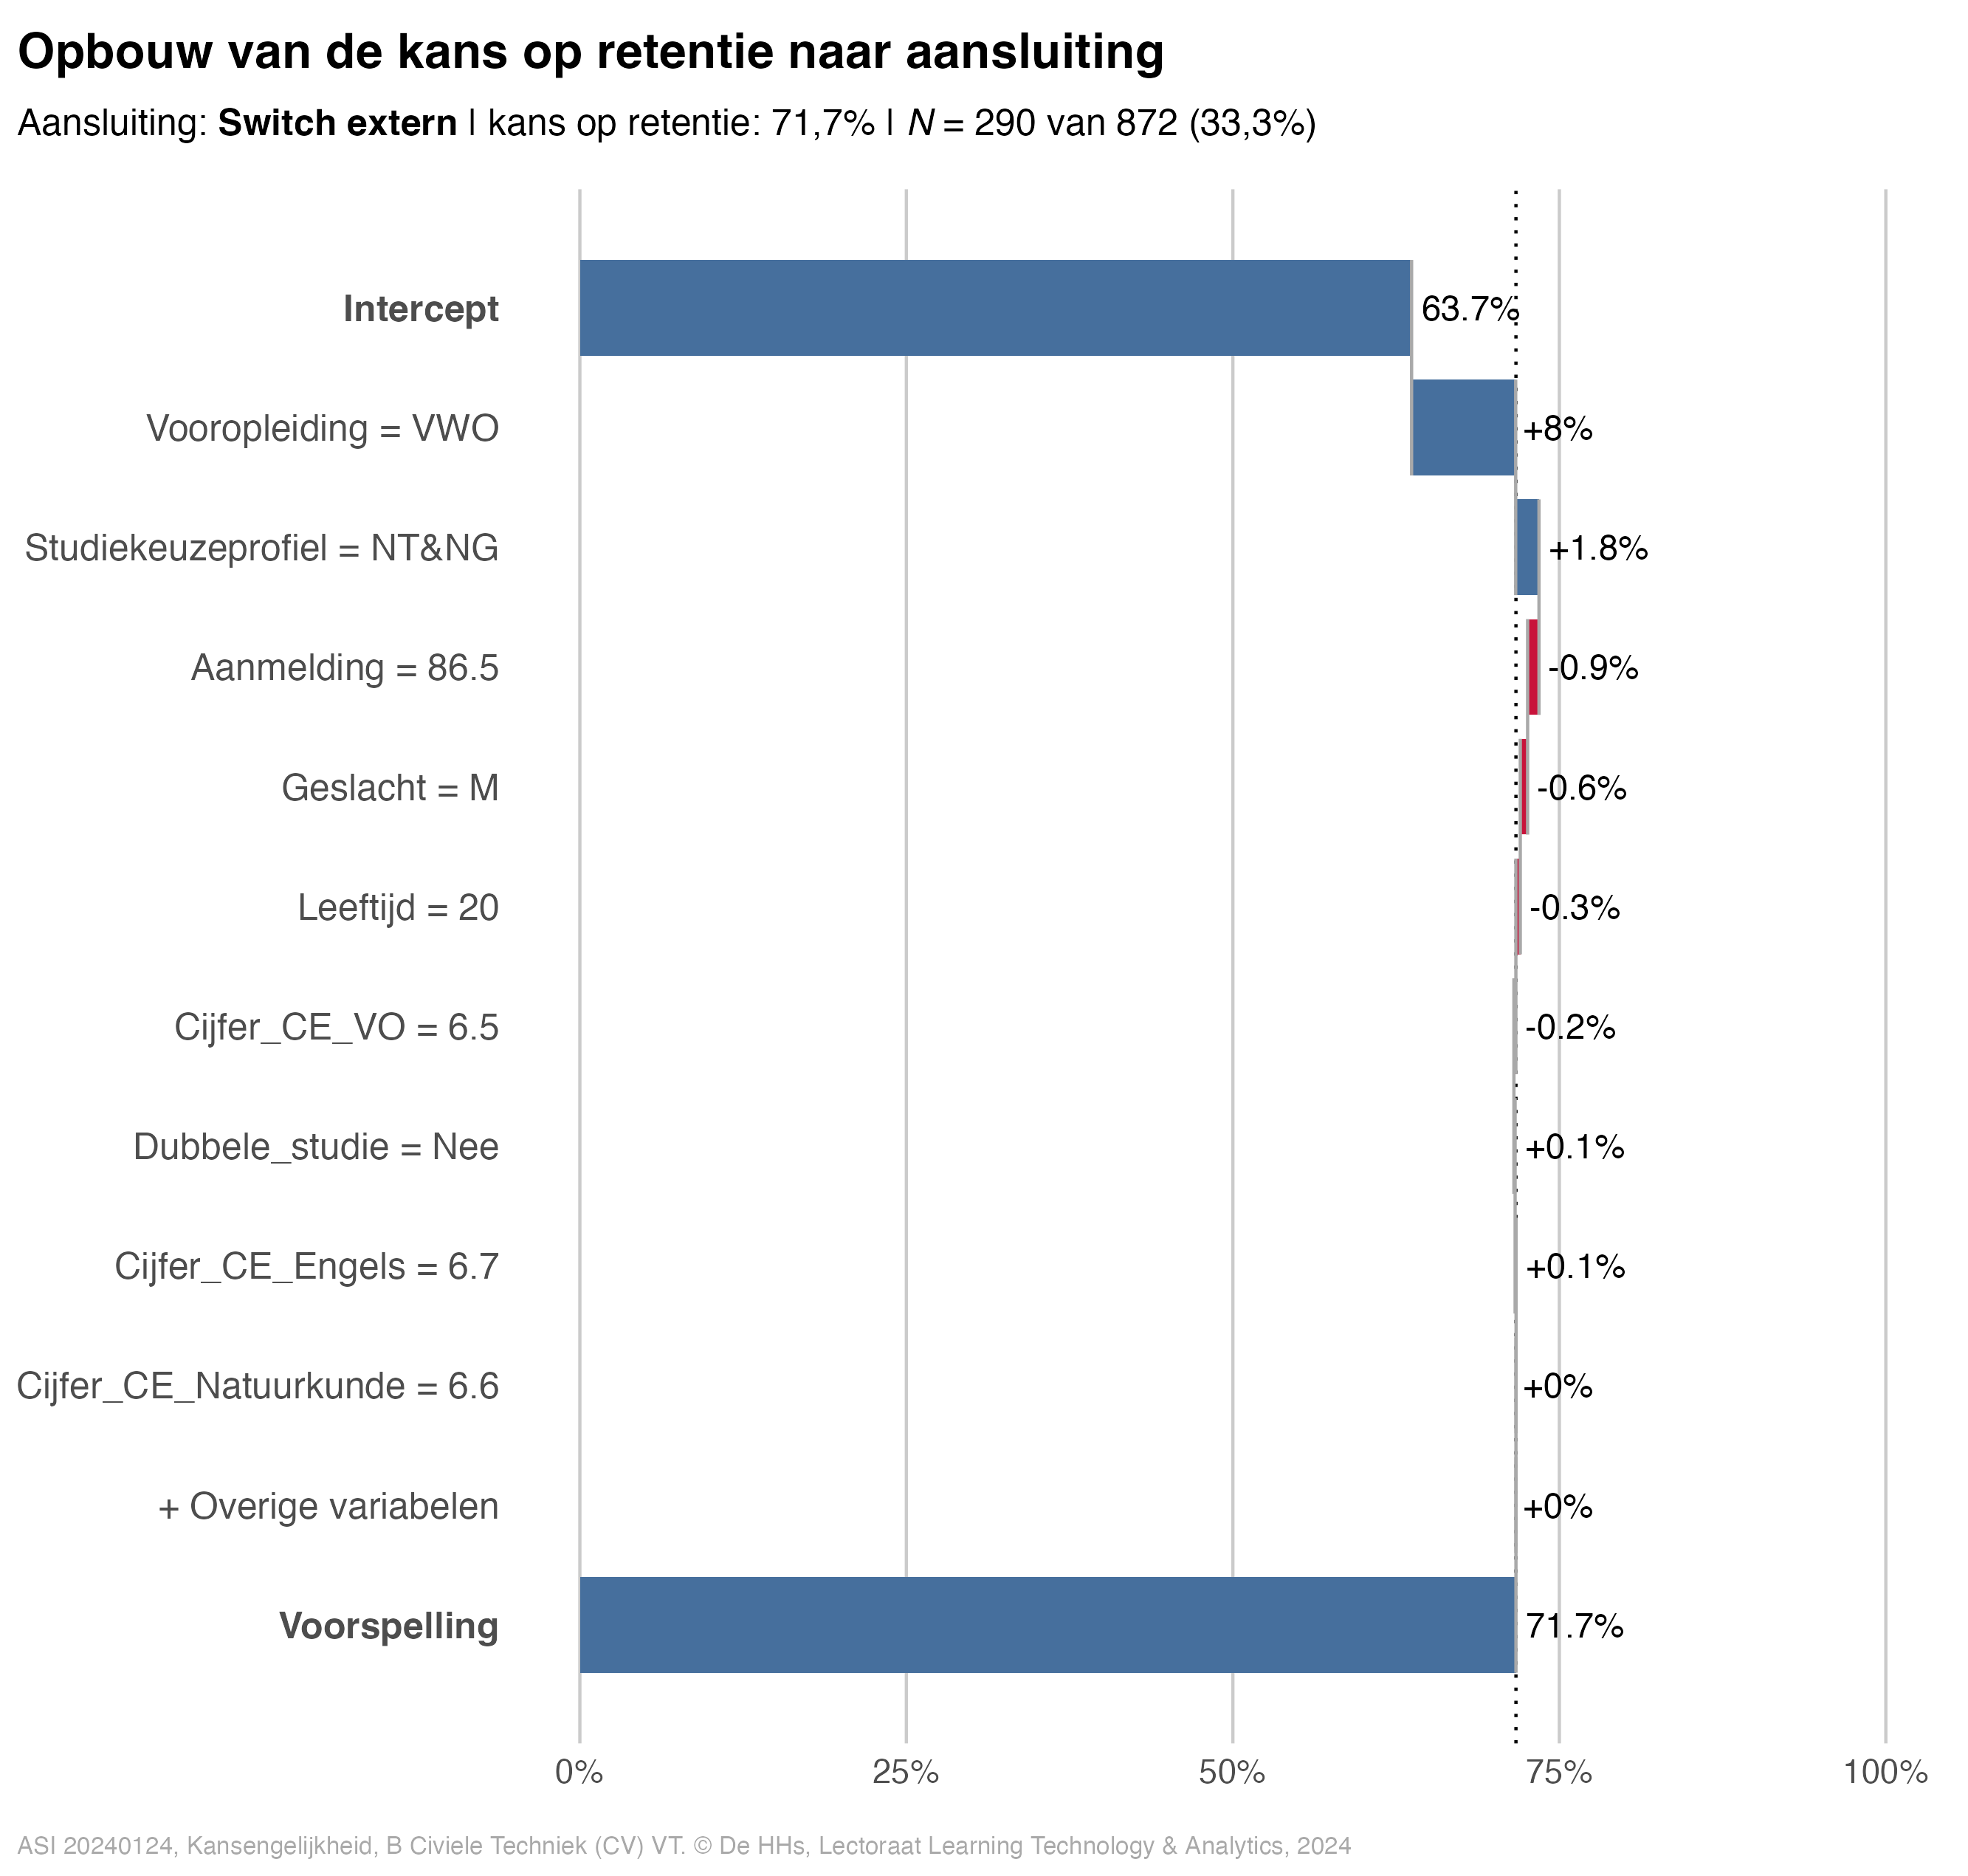 Opbouw van de kans op retentie naar aansluiting
Aansluiting: Switch extern | kans op retentie: 71,7% | N = 290 van 872 (33,3%)
Intercept
63.7%
Vooropleiding = VWO
+8%
Studiekeuzeprofiel = NT&NG
+1.8%
Aanmelding = 86.5
-0.9%
Geslacht = M
-0.6%
Leeftijd = 20
-0.3%
Cijfer_CE_VO = 6.5
-0.2%
Dubbele_studie = Nee
+0.1%
Cijfer_CE_Engels = 6.7
+0.1%
Cijfer_CE_Natuurkunde = 6.6
+0%
+ Overige variabelen
+0%
Voorspelling
71.7%
0% 25% 50% 75% 100%
ASI 20240124, Kansengelijkheid, B Civiele Techniek (CV) VT. © De HHs, Lectoraat Learning Technology & Analytics, 2024